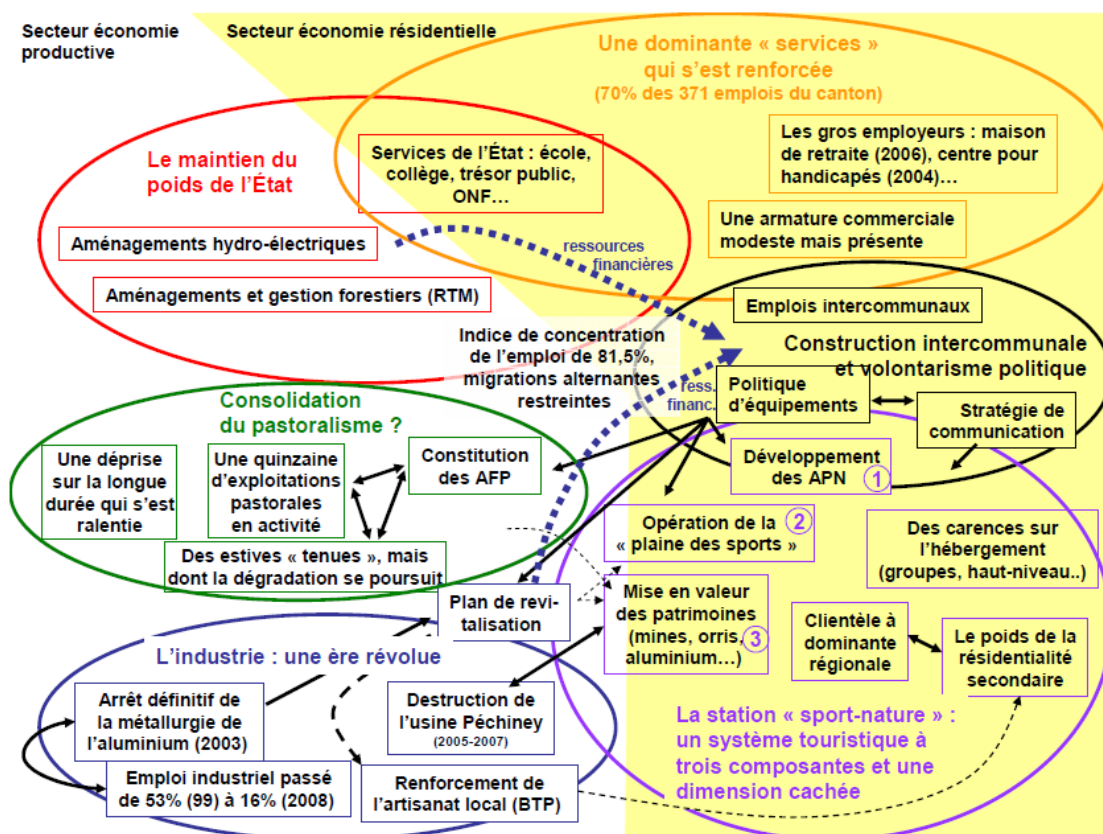 Secteur économie
productive
Secteur économie résidentielle
Une dominante « services »
qui s'est renforcée
(70% des 371 emplois du canton)
Les gros employeurs : maison
de retraite (2006), centre pour
handicapés (2004)…
Une armature commerciale
modeste mais présente
Le maintien du
poids de l'État
Services de l'État : école,
collège, trésor public,
ONF…
Aménagements hydro-électriques
Aménagements et gestion forestiers (RTM)
ressources
financières
Indice de concentration
de l'emploi de 81,5%,
migrations alternantes
restreintes
ress.
financ.
Emplois intercommunaux
Construction intercommunale
et volontarisme politique
Politique
d'équipements
Stratégie de
communication
Développement
des APN
1
Consolidation
du pastoralisme ?
Une déprise
sur la longue
durée qui s'est
ralentie
Une quinzaine
d'exploitations
pastorales
en activité
Constitution
des AFP
Des estives « tenues », mais
dont la dégradation se poursuit
Opération de la
« plaine des sports »
2
Des carences sur
l'hébergement
(groupes, haut-niveau..)
Mise en valeur
des patrimoines
(mines, orris,
aluminium…)
3
Clientèle à
dominante
régionale
Le poids de la
résidentialité
secondaire
La station « sport-nature » :
un système touristique à
trois composantes et une
dimension cachée
Plan de revi-
talisation
L'industrie : une ère révolue
Arrêt définitif de
la métallurgie de
l'aluminium (2003)
Destruction de
l'usine Péchiney
(2005-2007)
Emploi industriel passé
de 53% (99) à 16% (2008)
Renforcement de
l'artisanat local (BTP)